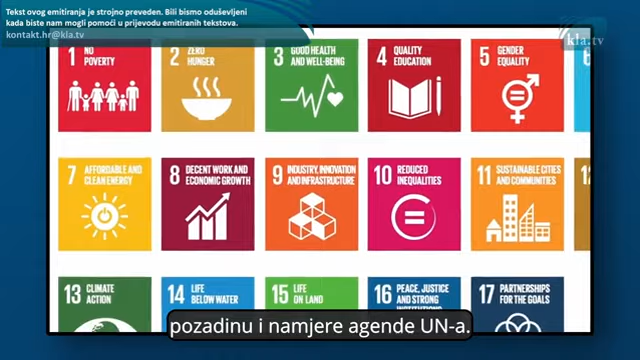 Tekst ovog emitiranja je strojno preveden. Bili bismo oduševljeni
kada biste nam mogli pomoći u prijevodu emitiranih tekstova.
kontakt.hr@kla.tv
kla.tv
1 NO
POVERTY
2 ZERO
HUNGER
3 GOOD HEALTH
AND WELL-BEING
4 QUALITY
EDUCATION
5 GENDER
EQUALITY
6
7 AFFORDABLE AND
CLEAN ENERGY
8 DECENT WORK AND
ECONOMIC GROWTH
9 INDUSTRY, INNOVATION
AND INFRASTRUCTURE
10 REDUCED
INEQUALITIES
11 SUSTAINABLE CITIES
AND COMMUNITIES
12
13 CLIMATE
ACTION
14 LIFE
BELOW WATER
15 LIFE
ON LAND
16 PEACE, JUSTICE
AND STRONG
INSTITUTIONS
17 PARTNERSHIPS
FOR THE GOALS
pozadinu i namjere agende UN-a.